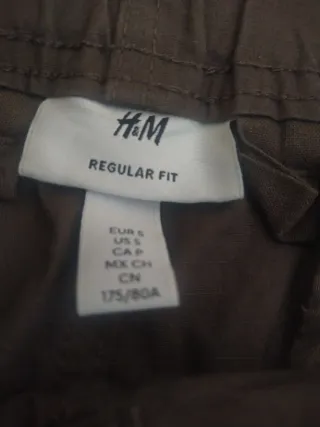 H&M
REGULAR FIT
EUR S
US S
CA P
MX CH
CN
175/80A